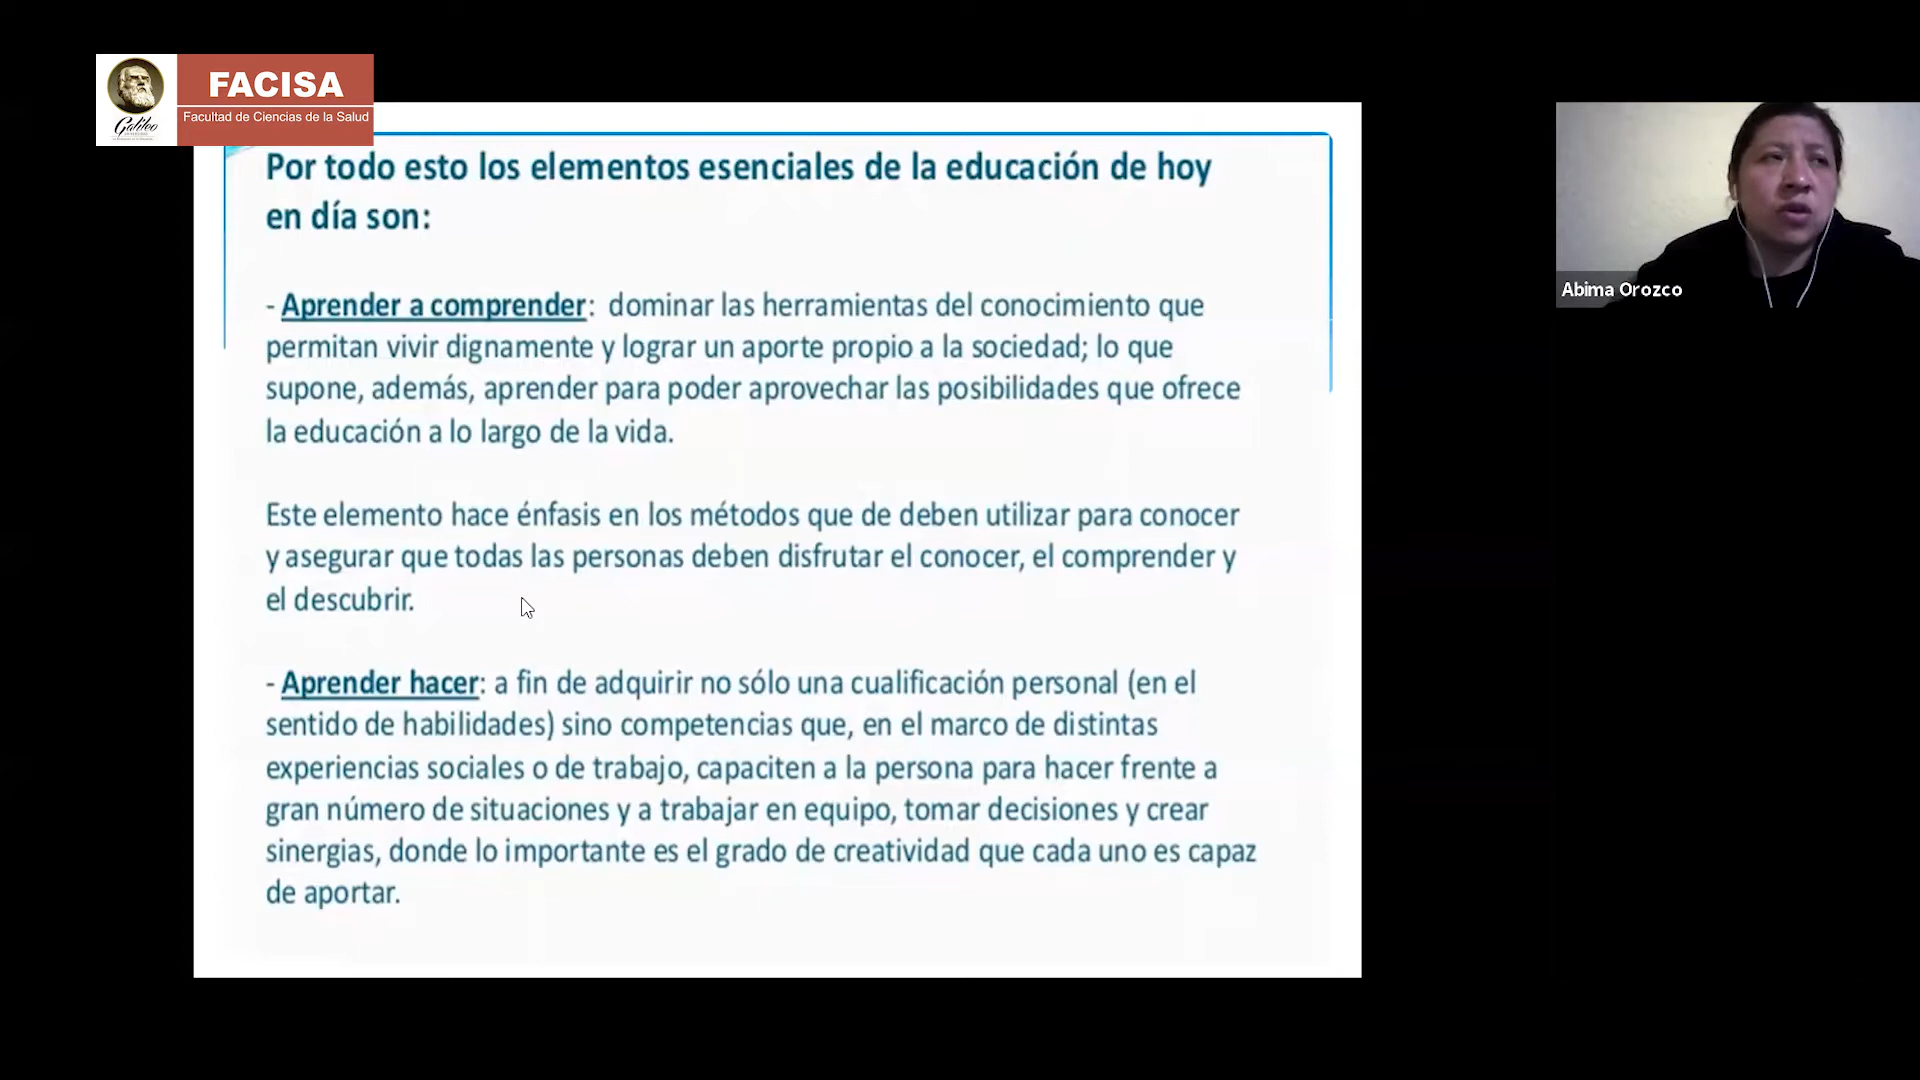 FACISA
Facultad de Ciencias de la Salud
Galileo
Por todo esto los elementos esenciales de la educación de hoy
en día son:
- Aprender a comprender: dominar las herramientas del conocimiento que
permitan vivir dignamente y lograr un aporte propio a la sociedad; lo que
supone, además, aprender para poder aprovechar las posibilidades que ofrece
la educación a lo largo de la vida.
Este elemento hace énfasis en los métodos que de deben utilizar para conocer
y asegurar que todas las personas deben disfrutar el conocer, el comprender y
el descubrir.
- Aprender hacer: a fin de adquirir no sólo una cualificación personal (en el
sentido de habilidades) sino competencias que, en el marco de distintas
experiencias sociales o de trabajo, capaciten a la persona para hacer frente a
gran número de situaciones y a trabajar en equipo, tomar decisiones y crear
sinergias, donde lo importante es el grado de creatividad que cada uno es capaz
de aportar.
Abima Orozco